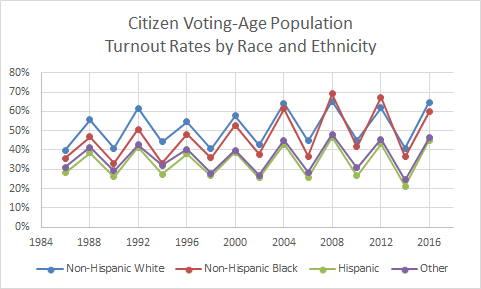 Citizen Voting-Age Population
Turnout Rates by Race and Ethnicity
80%
70%
60%
50%
40%
30%
20%
10%
0%
1984 1988 1992 1996 2000 2004 2008 2012 2016
Non-Hispanic White Non-Hispanic Black Hispanic Other